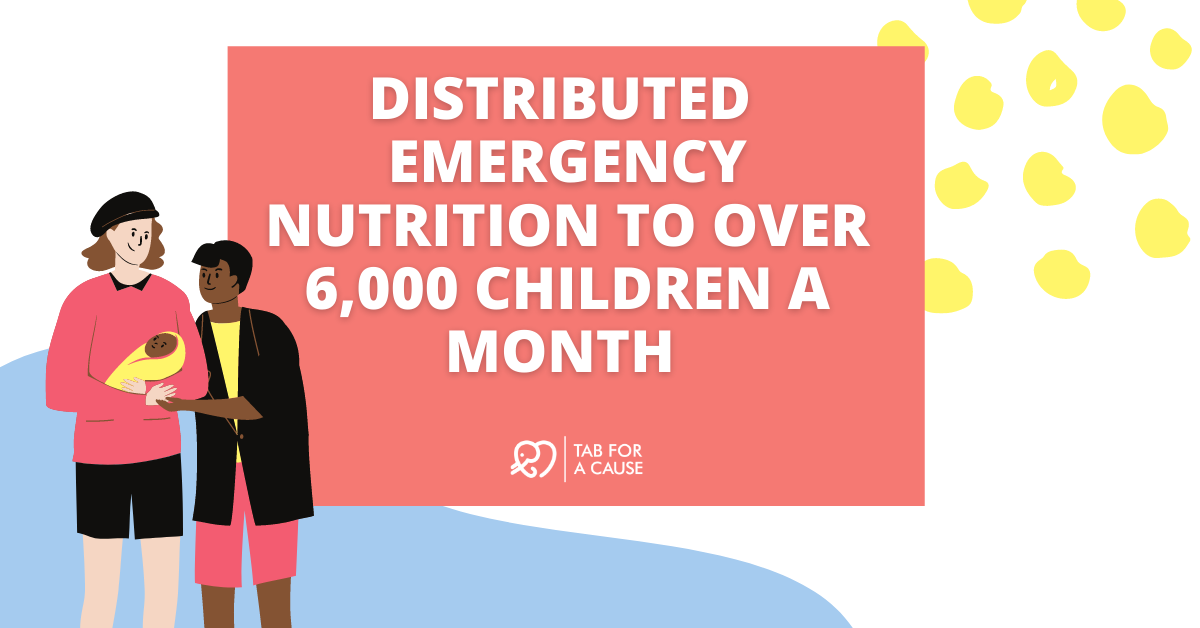 DISTRIBUTED
EMERGENCY
NUTRITION TO OVER
6,000 CHILDREN A
MONTH
TAB FOR
A CAUSE